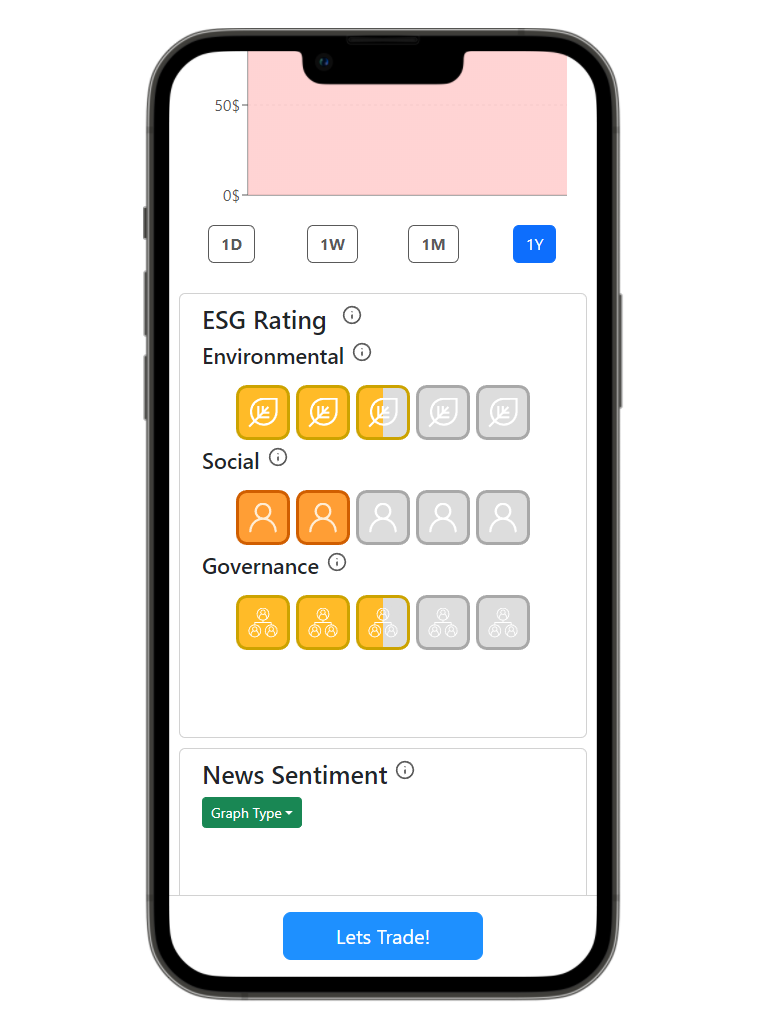 50$
0$
1D 1W 1M 1Y
ESG Rating
Environmental
Social
Governance
News Sentiment
Graph Type
Lets Trade!